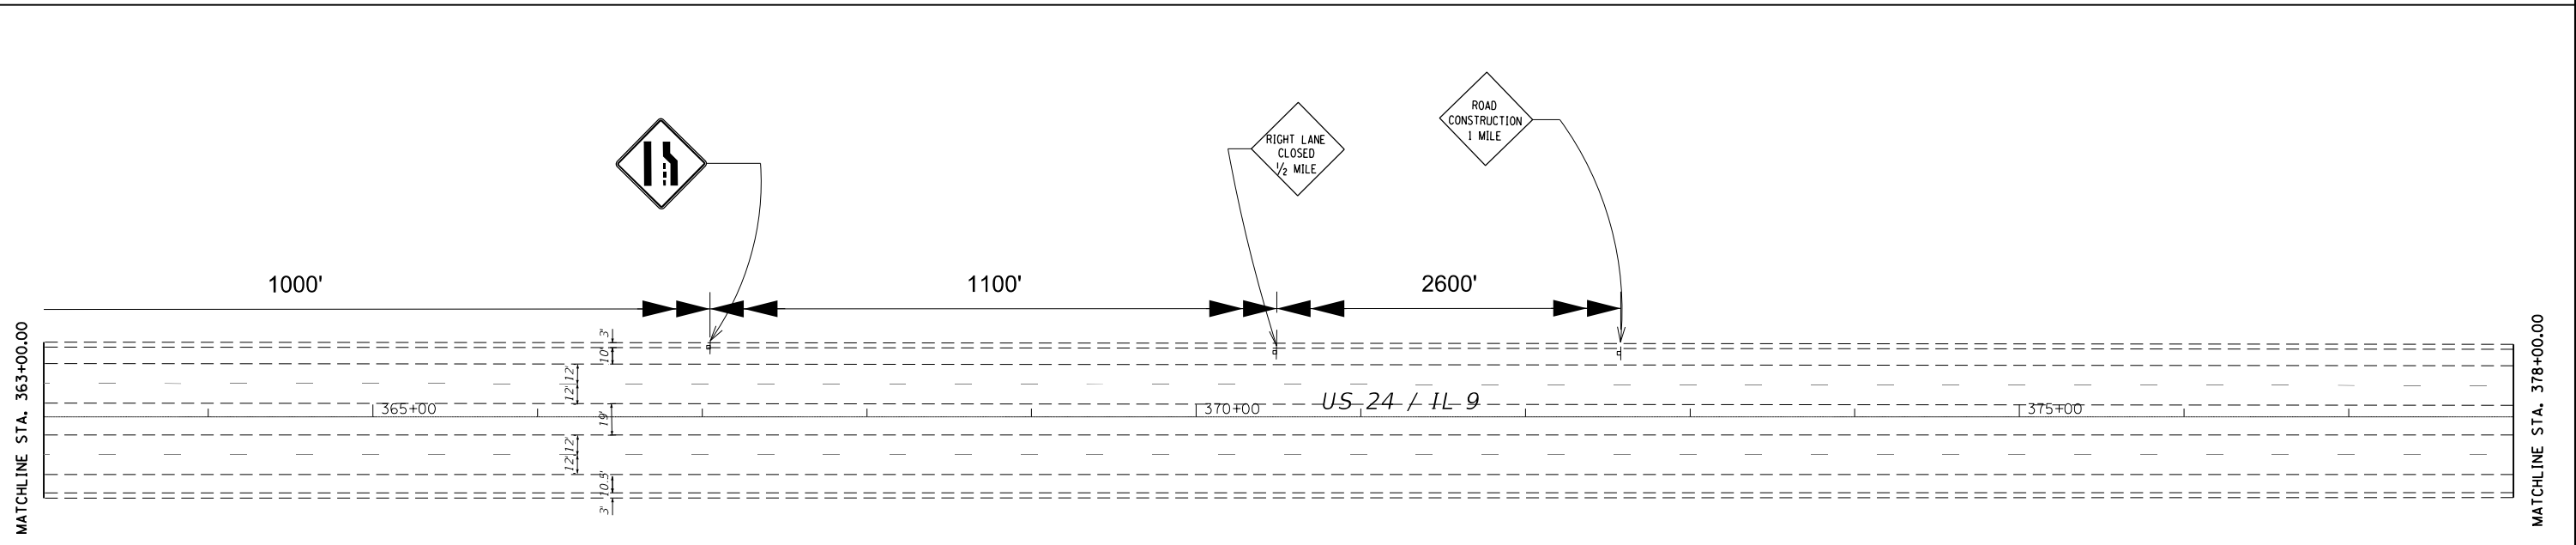 ROAD
CONSTRUCTION
1 MILE
RIGHT LANE
CLOSED
1/2 MILE
1000'
1100'
2600'
MATCHLINE STA. 363+00.00
MATCHLINE STA. 378+00.00
3'
10'
12'
12'
19'
12'
12'
10.5'
3'
365+00
370+00
US 24 / IL 9
375+00